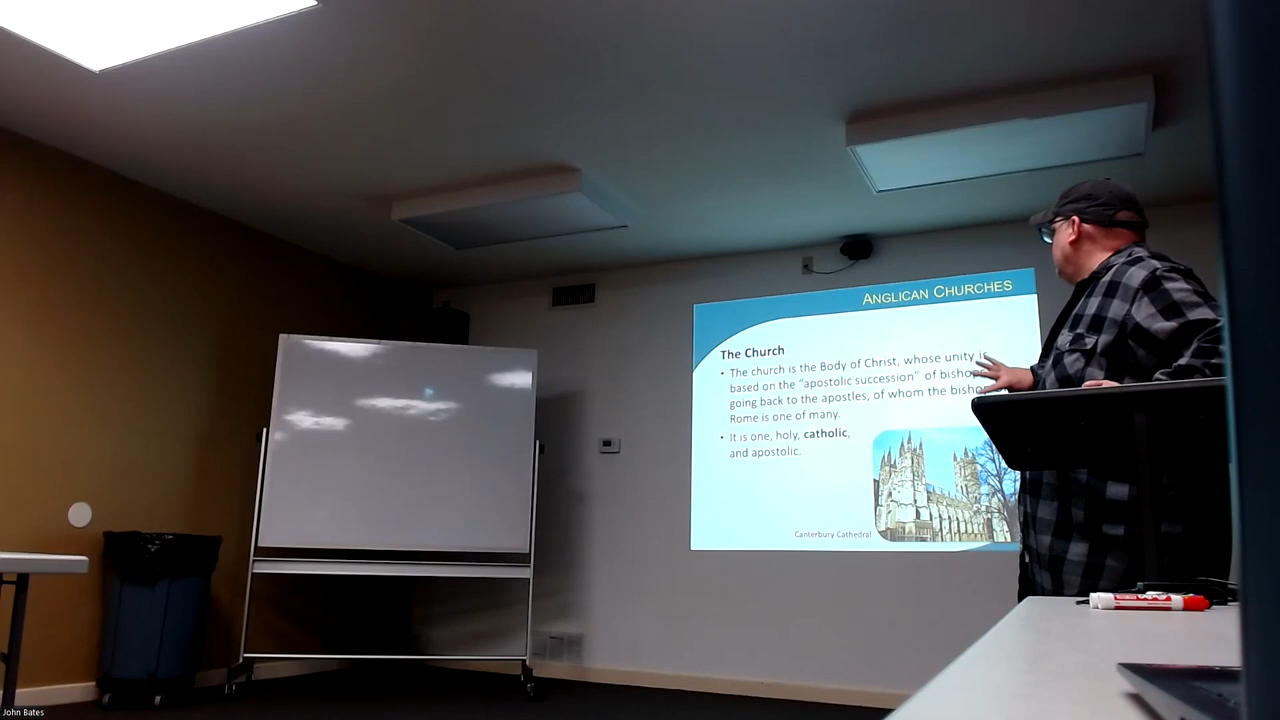 ANGLICAN CHURCHES
The Church
• The church is the Body of Christ, whose unity is
based on the "apostolic succession" of
going back to the apostles, of whom the
Rome is one of many.
• It is one, holy, catholic,
and apostolic.
Canterbury Cathedral
John Bates